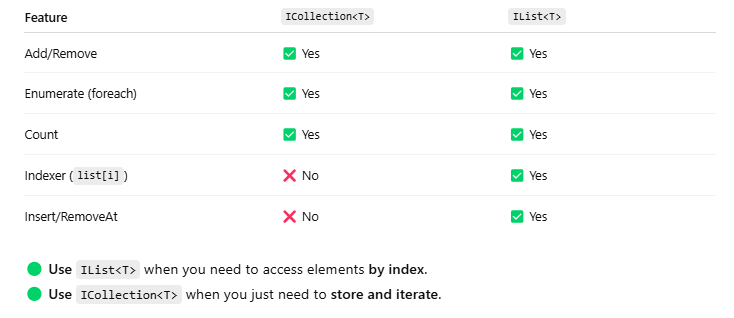 Feature ICollection<T> IList<T>
Add/Remove ✅ Yes ✅ Yes
Enumerate (foreach) ✅ Yes ✅ Yes
Count ✅ Yes ✅ Yes
Indexer ( list[i] ) ❌ No ✅ Yes
Insert/RemoveAt ❌ No ✅ Yes
🟢 Use IList<T> when you need to access elements by index.
🟢 Use ICollection<T> when you just need to store and iterate.